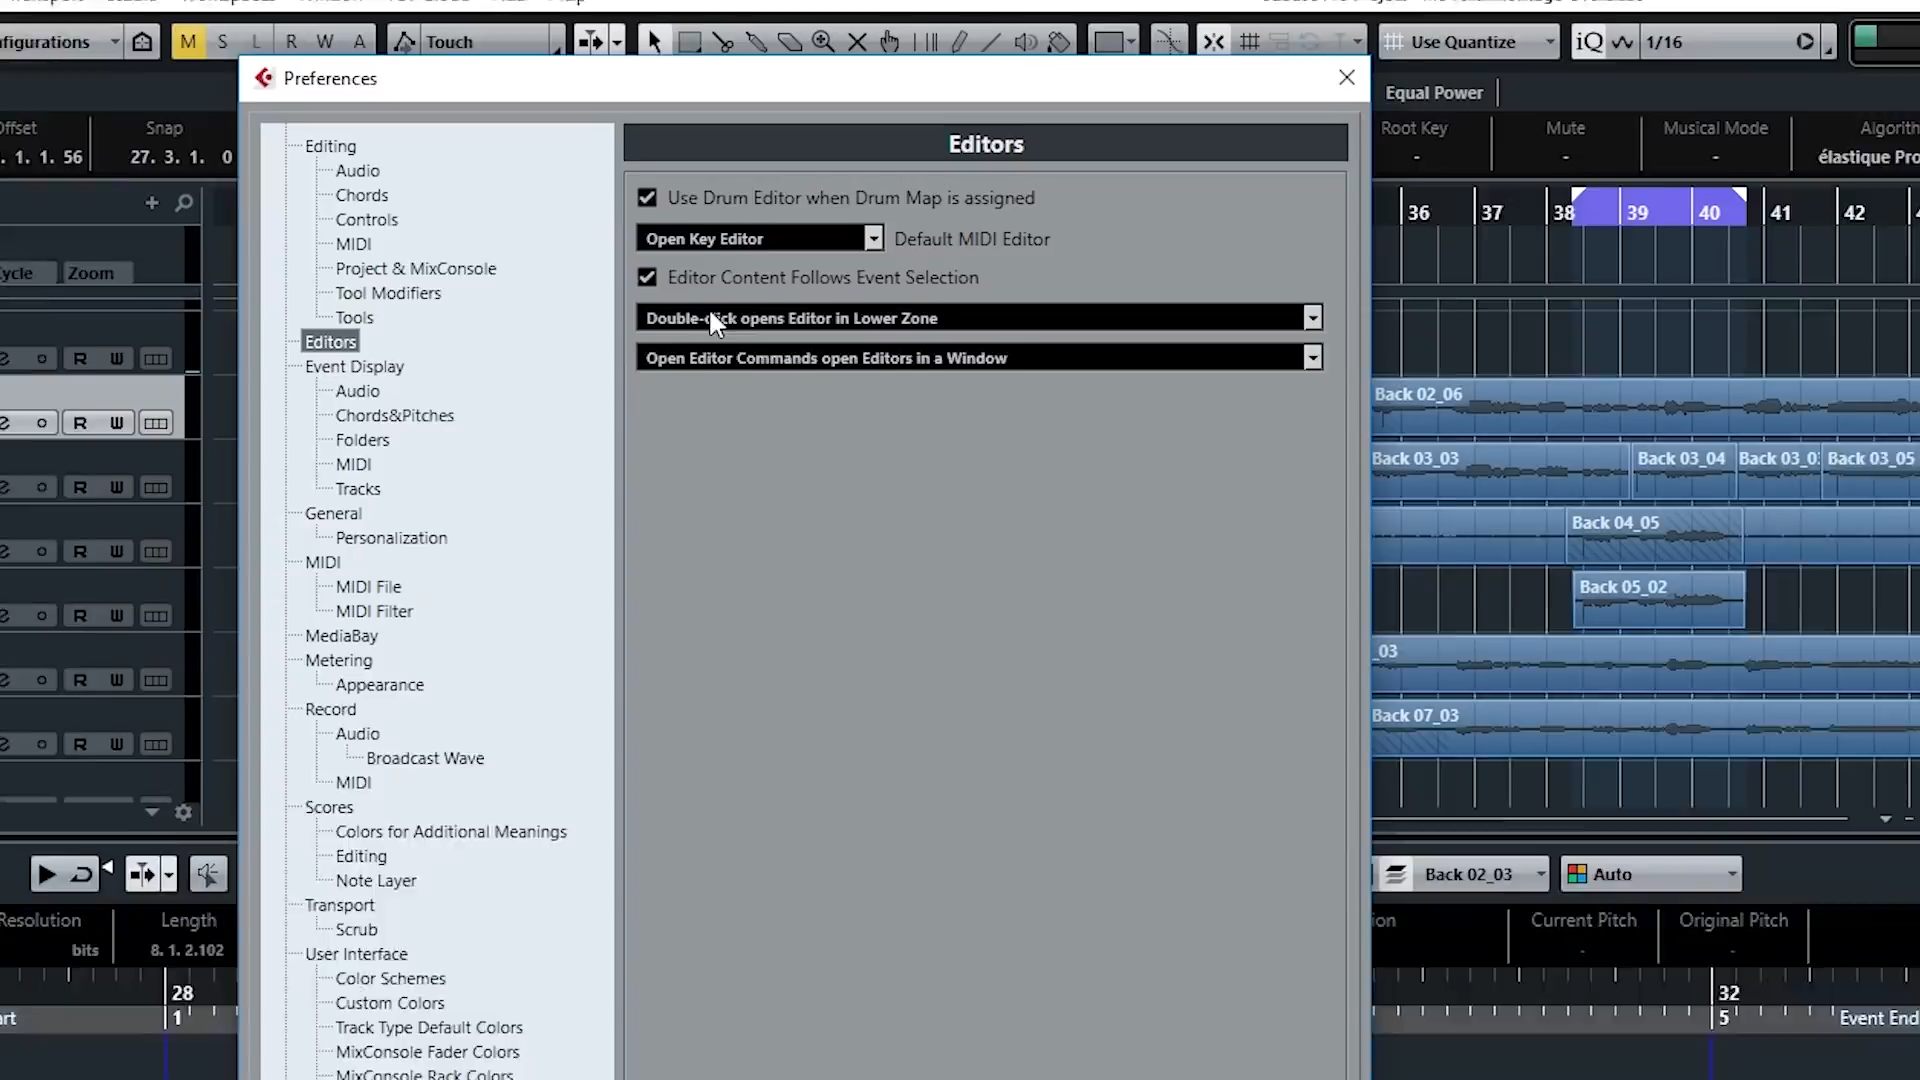 figurations
M S L R W A
Touch
Use Quantize
iQ
1/16
Preferences
Equal Power
Offset
Snap
. 1. 1. 56
27. 3. 1. 0
Root Key
Mute
Musical Mode
Algorith
-
-
-
élastique Pro
36 37 38 39 40 41 42
Cycle
Zoom
Editing
Audio
Chords
Controls
MIDI
Project & MixConsole
Tool Modifiers
Tools
Editors
Event Display
Audio
Chords&Pitches
Folders
MIDI
Tracks
General
Personalization
MIDI
MIDI File
MIDI Filter
MediaBay
Metering
Appearance
Record
Audio
Broadcast Wave
MIDI
Scores
Colors for Additional Meanings
Editing
Note Layer
Transport
Scrub
User Interface
Color Schemes
Custom Colors
Track Type Default Colors
MixConsole Fader Colors
MixConsole Rack Colors
Editors
Use Drum Editor when Drum Map is assigned
Open Key Editor
Default MIDI Editor
Editor Content Follows Event Selection
Double-click opens Editor in Lower Zone
Open Editor Commands open Editors in a Window
R W
R W
R W
R W
R W
R W
R W
Back 02_06
Back 03_03
Back 03_04
Back 03_0
Back 03_05
Back 04_05
Back 05_02
_03
Back 07_03
Back 02_03
Auto
Resolution
Length
bits
8. 1. 2.102
ion
Current Pitch
Original Pitch
-
-
28
1
32
5
art
Event End